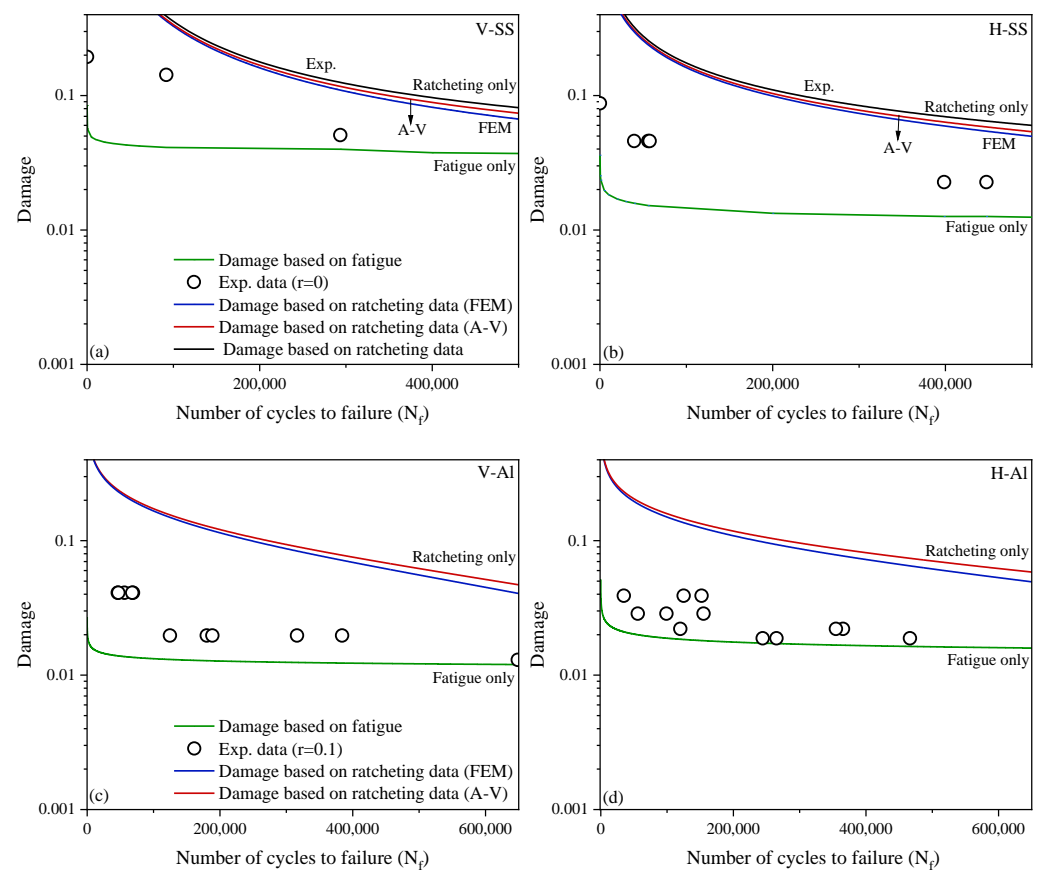 V-SS
Exp.
Ratcheting only
0.1
A-V
FEM
Fatigue only
Damage
0.01
Damage based on fatigue
Exp. data (r=0)
Damage based on ratcheting data (FEM)
Damage based on ratcheting data (A-V)
Damage based on ratcheting data
(a)
0.001
0 200,000 400,000
Number of cycles to failure (Nf)
H-SS
Exp.
0.1
Ratcheting only
A-V
FEM
Damage
0.01
Fatigue only
(b)
0.001
0 200,000 400,000
Number of cycles to failure (Nf)
V-Al
0.1
Ratcheting only
Damage
0.01
Fatigue only
Damage based on fatigue
Exp. data (r=0.1)
Damage based on ratcheting data (FEM)
Damage based on ratcheting data (A-V)
(c)
0.001
0 200,000 400,000 600,000
Number of cycles to failure (Nf)
H-Al
0.1
Ratcheting only
Damage
0.01
Fatigue only
(d)
0.001
0 200,000 400,000 600,000
Number of cycles to failure (Nf)